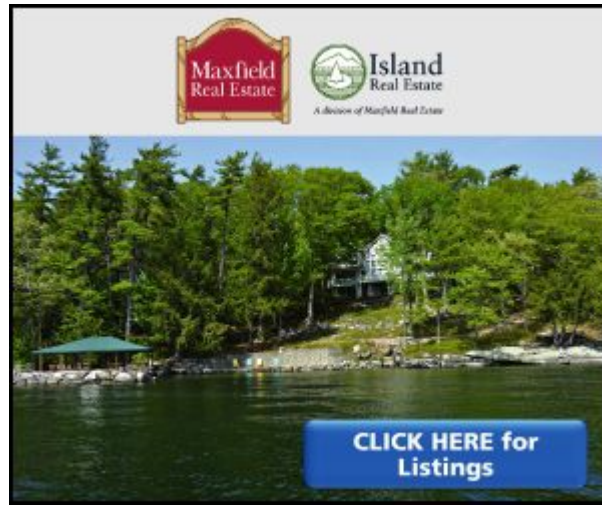 Maxfield
Real Estate
Island
Real Estate
A division of Maxfield Real Estate
CLICK HERE for
Listings